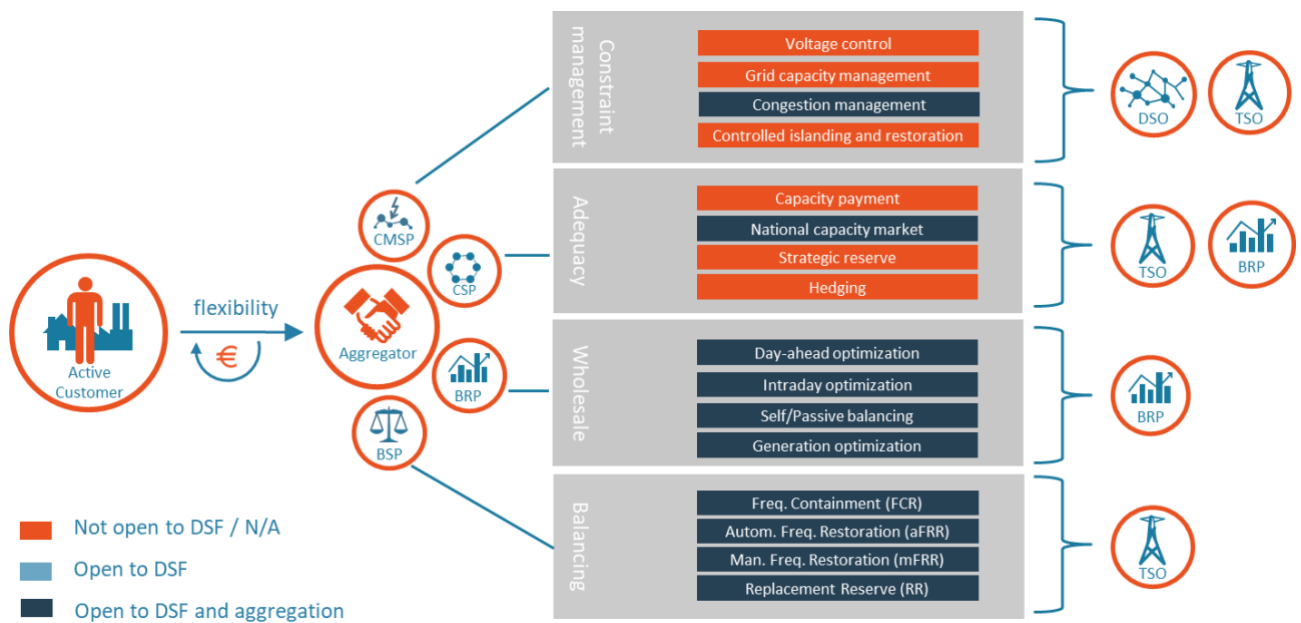 Constraint
management
Voltage control
Grid capacity management
Congestion management
Controlled islanding and restoration
DSO
TSO
Adequacy
Capacity payment
National capacity market
Strategic reserve
Hedging
TSO
BRP
Wholesale
Day-ahead optimization
Intraday optimization
Self/Passive balancing
Generation optimization
BRP
Balancing
Freq. Containment (FCR)
Autom. Freq. Restoration (aFRR)
Man. Freq. Restoration (mFRR)
Replacement Reserve (RR)
TSO
CMSP
CSP
Aggregator
BRP
BSP
flexibility
€
Active
Customer
Not open to DSF / N/A
Open to DSF
Open to DSF and aggregation